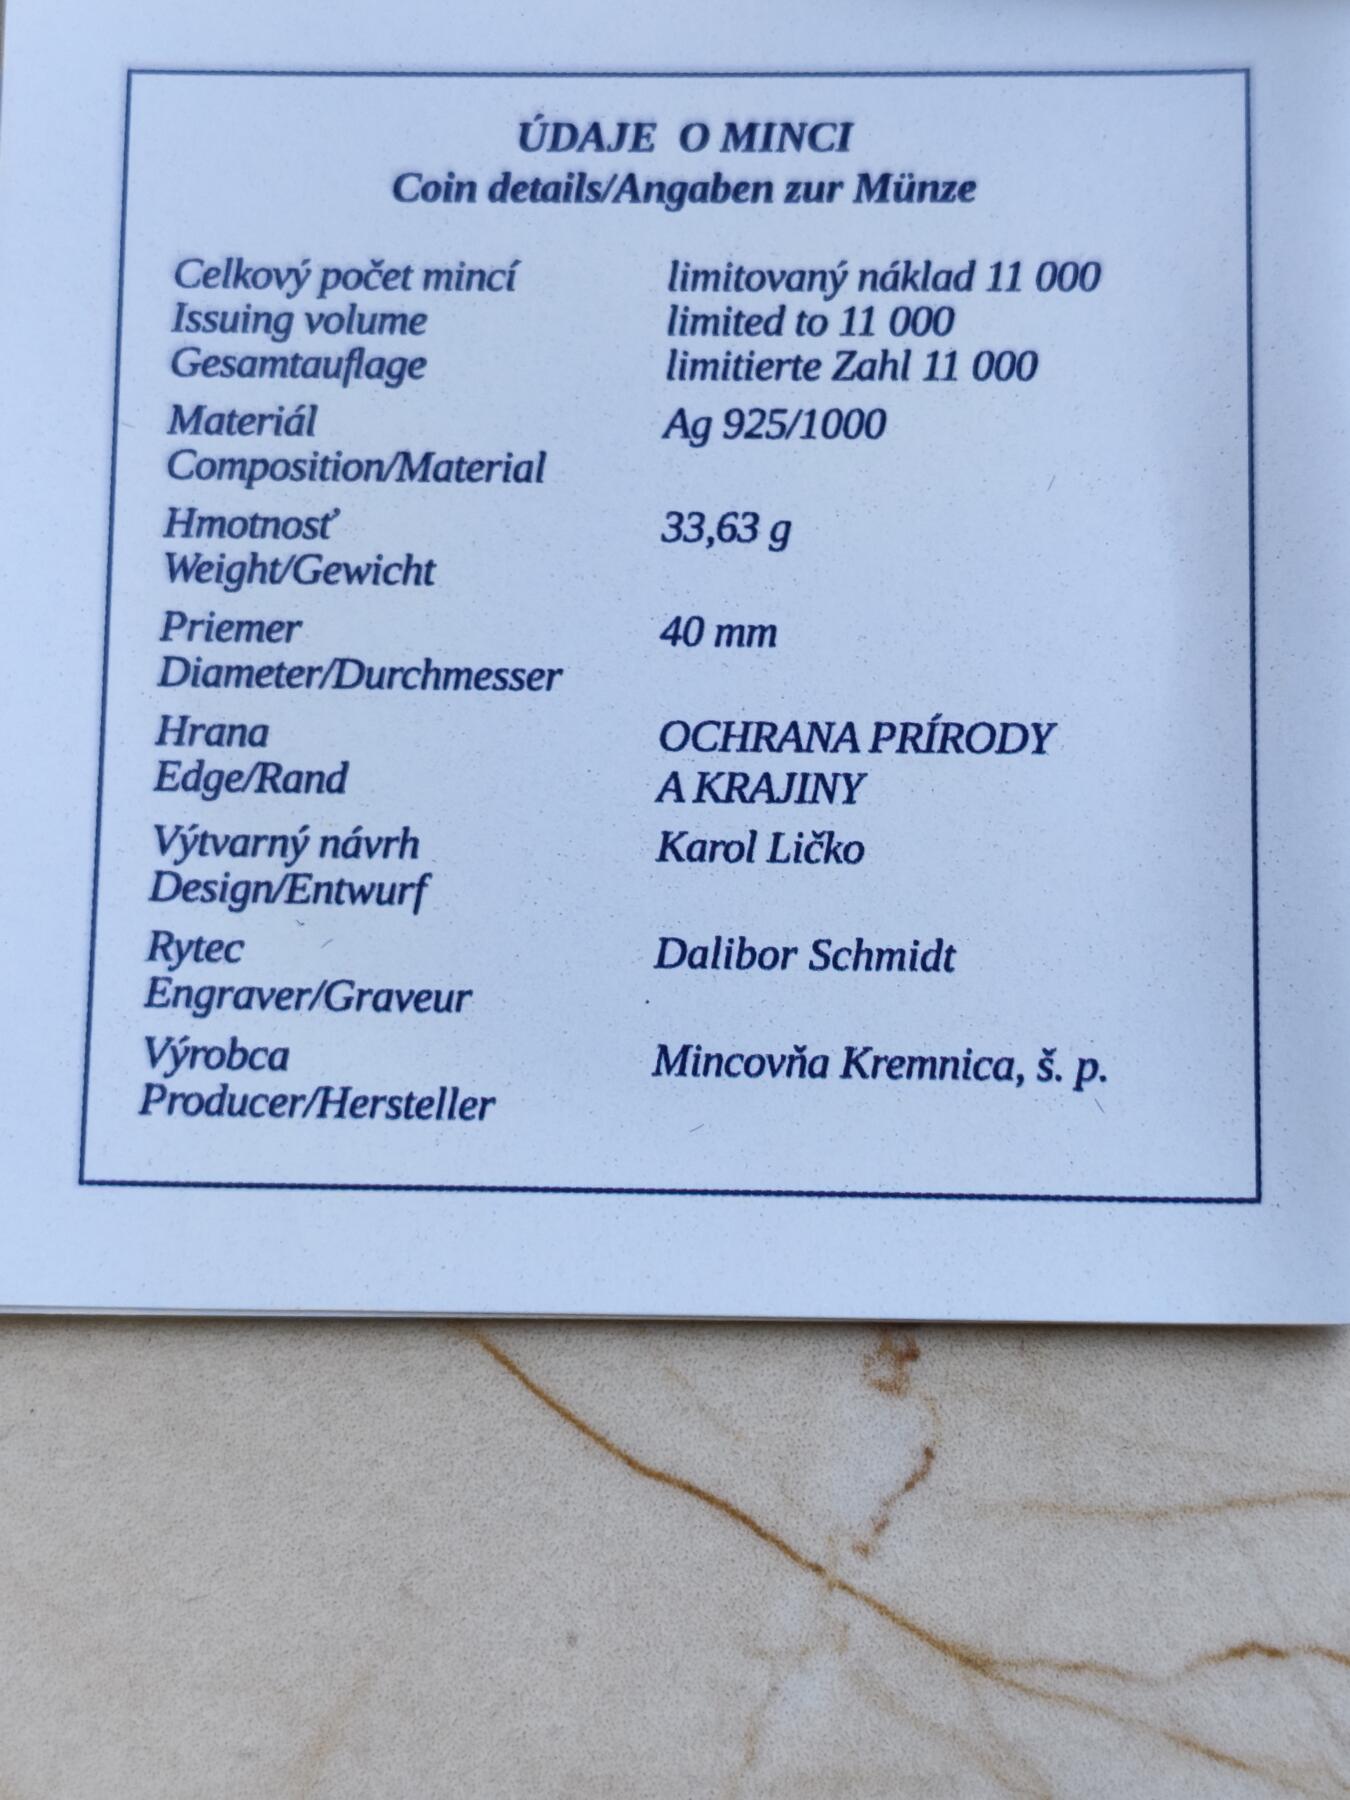 ÚDAJE O MINCI
Coin details/Angaben zur Münze
Celkový počet mincí limitovaný náklad 11 000
Issuing volume limited to 11 000
Gesamtauflage limitierte Zahl 11 000
Materiál Ag 925/1000
Composition/Material
Hmotnosť 33,63 g
Weight/Gewicht
Priemer 40 mm
Diameter/Durchmesser
Hrana OCHRANA PRÍRODY
Edge/Rand A KRAJINY
Výtvarný návrh Karol Ličko
Design/Entwurf
Rytec Dalibor Schmidt
Engraver/Graveur
Výrobca Mincovňa Kremnica, š. p.
Producer/Hersteller